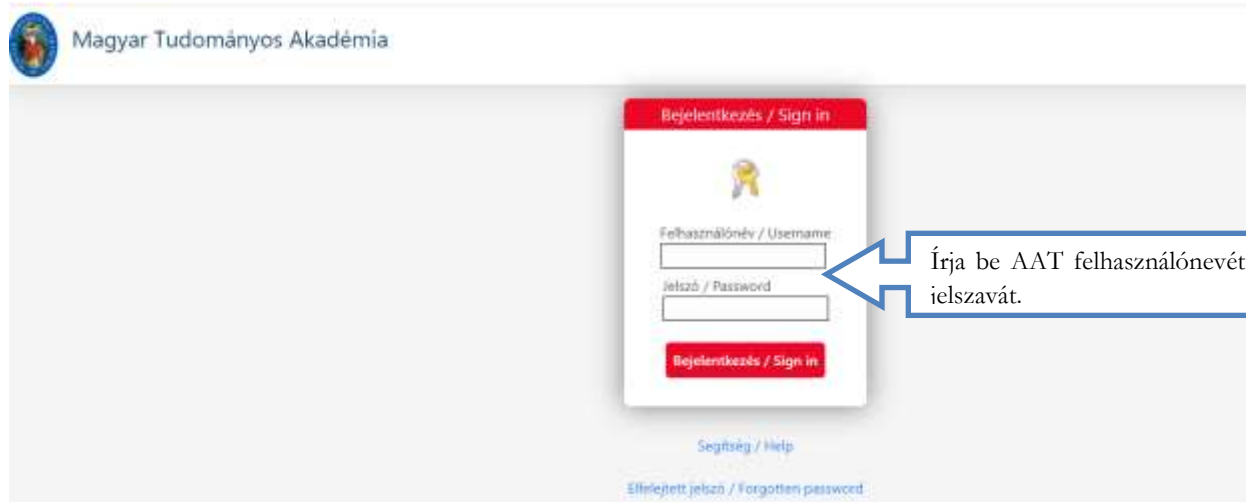 Magyar Tudományos Akadémia
Bejelentkezés / Sign in
Felhasználónév / Username
Írja be AAT felhasználónevét
jelszavát.
Jelszó / Password
Bejelentkezés / Sign in
Segítség / Help
Elfelejtett jelszó / Forgotten password